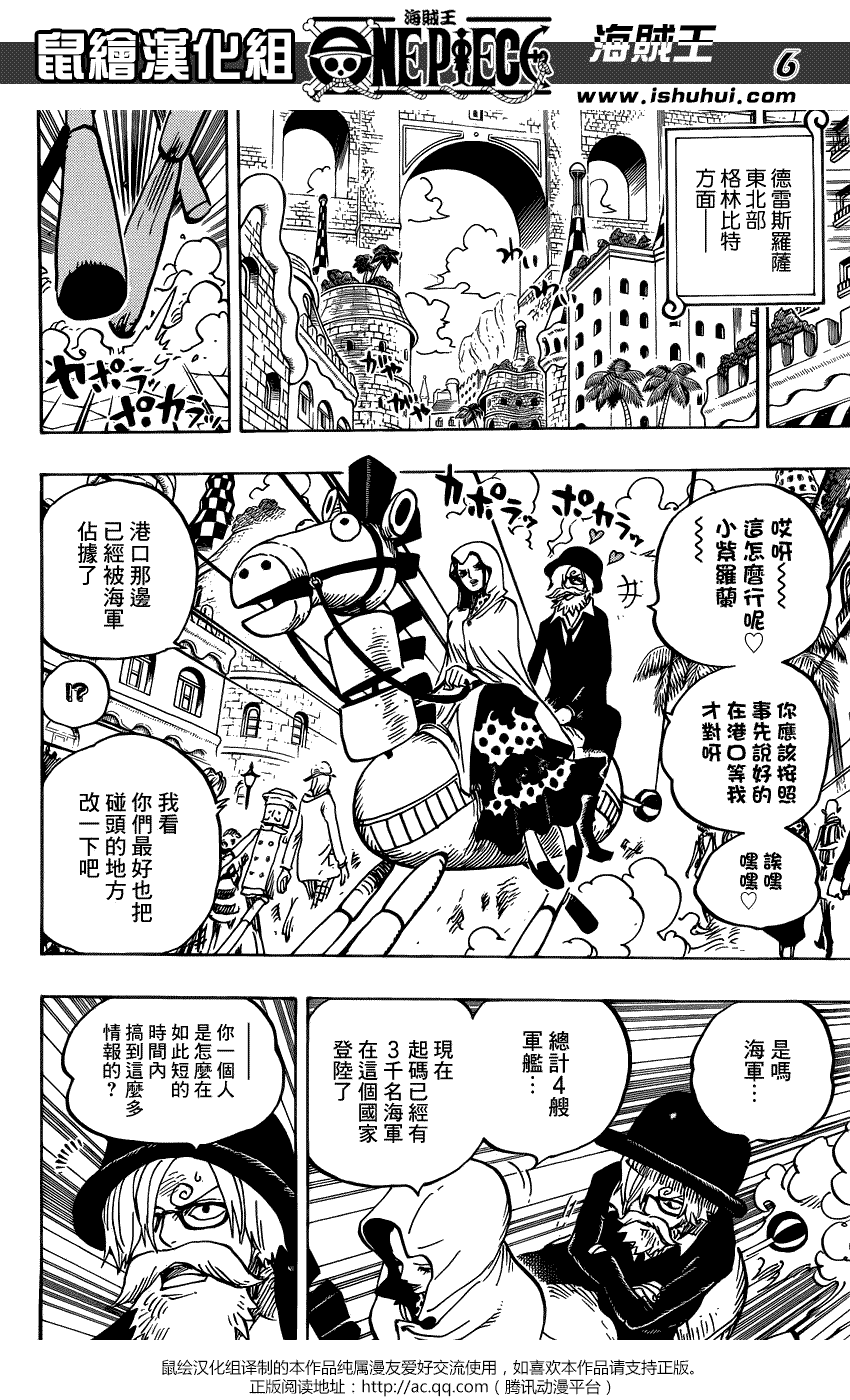 鼠繪漢化組
海賊王
ONE PIECE
海賊王
6
www.ishuhui.com
德雷斯羅薩
東北部
格林比特
方面──
ガヤ
ガヤ
ヤポラッ
ポカラッ
哎呀~~~
這怎麼行呢♡
小紫羅蘭~~~
ポカラッ
カポラッ
你應該按照
事先說好的
在港口等我
才對呀
誒嘿
嘿嘿♡
港口那邊
已經被海軍
佔據了
!?
我看
你們最好也把
碰頭的地方
改一下吧
是嗎
海軍…
總計4艘
軍艦…
現在
起碼已經有
3千名海軍
在這個國家
登陸了
──
你一個人
是怎麼在
如此短的
時間內
搞到這麼多
情報的?
鼠绘汉化组译制的本作品纯属漫友爱好交流使用，如喜欢本作品请支持正版。
正版阅读地址：http://ac.qq.com（腾讯动漫平台）